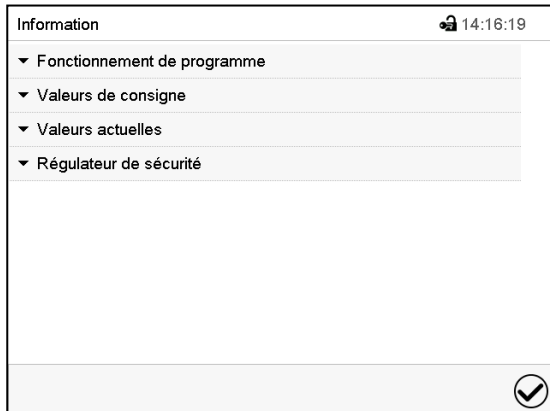 Information 14:16:19
Fonctionnement de programme
Valeurs de consigne
Valeurs actuelles
Régulateur de sécurité